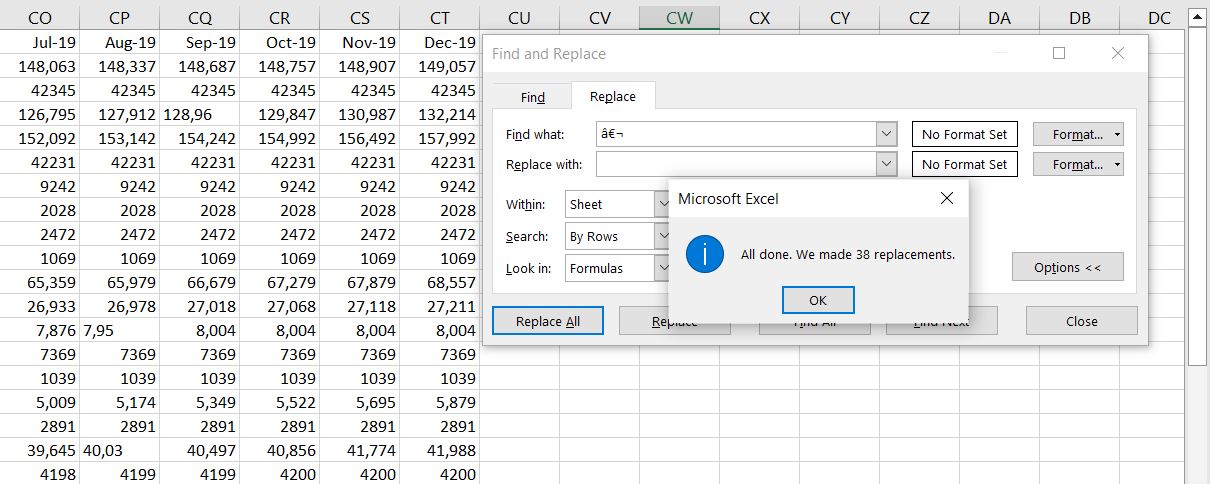 CO CP CQ CR CS CT CU CV CW CX CY CZ DA DB DC
Jul-19 Aug-19 Sep-19 Oct-19 Nov-19 Dec-19
148,063 148,337 148,687 148,757 148,907 149,057
42345 42345 42345 42345 42345 42345
126,795 127,912 128,96 129,847 130,987 132,214
152,092 153,142 154,242 154,992 156,492 157,992
42231 42231 42231 42231 42231 42231
9242 9242 9242 9242 9242 9242
2028 2028 2028 2028 2028 2028
2472 2472 2472 2472 2472 2472
1069 1069 1069 1069 1069 1069
65,359 65,979 66,679 67,279 67,879 68,557
26,933 26,978 27,018 27,068 27,118 27,211
7,876 7,95 8,004 8,004 8,004 8,004
7369 7369 7369 7369 7369 7369
1039 1039 1039 1039 1039 1039
5,009 5,174 5,349 5,522 5,695 5,879
2891 2891 2891 2891 2891 2891
39,645 40,03 40,497 40,856 41,774 41,988
4198 4199 4199 4200 4200 4200
Find and Replace
Find Replace
Find what: â€¬ No Format Set Format...
Replace with: No Format Set Format...
Within: Sheet
Search: By Rows
Look in: Formulas
Options <<
Replace All Replace Find All Find Next Close
Microsoft Excel
All done. We made 38 replacements.
OK